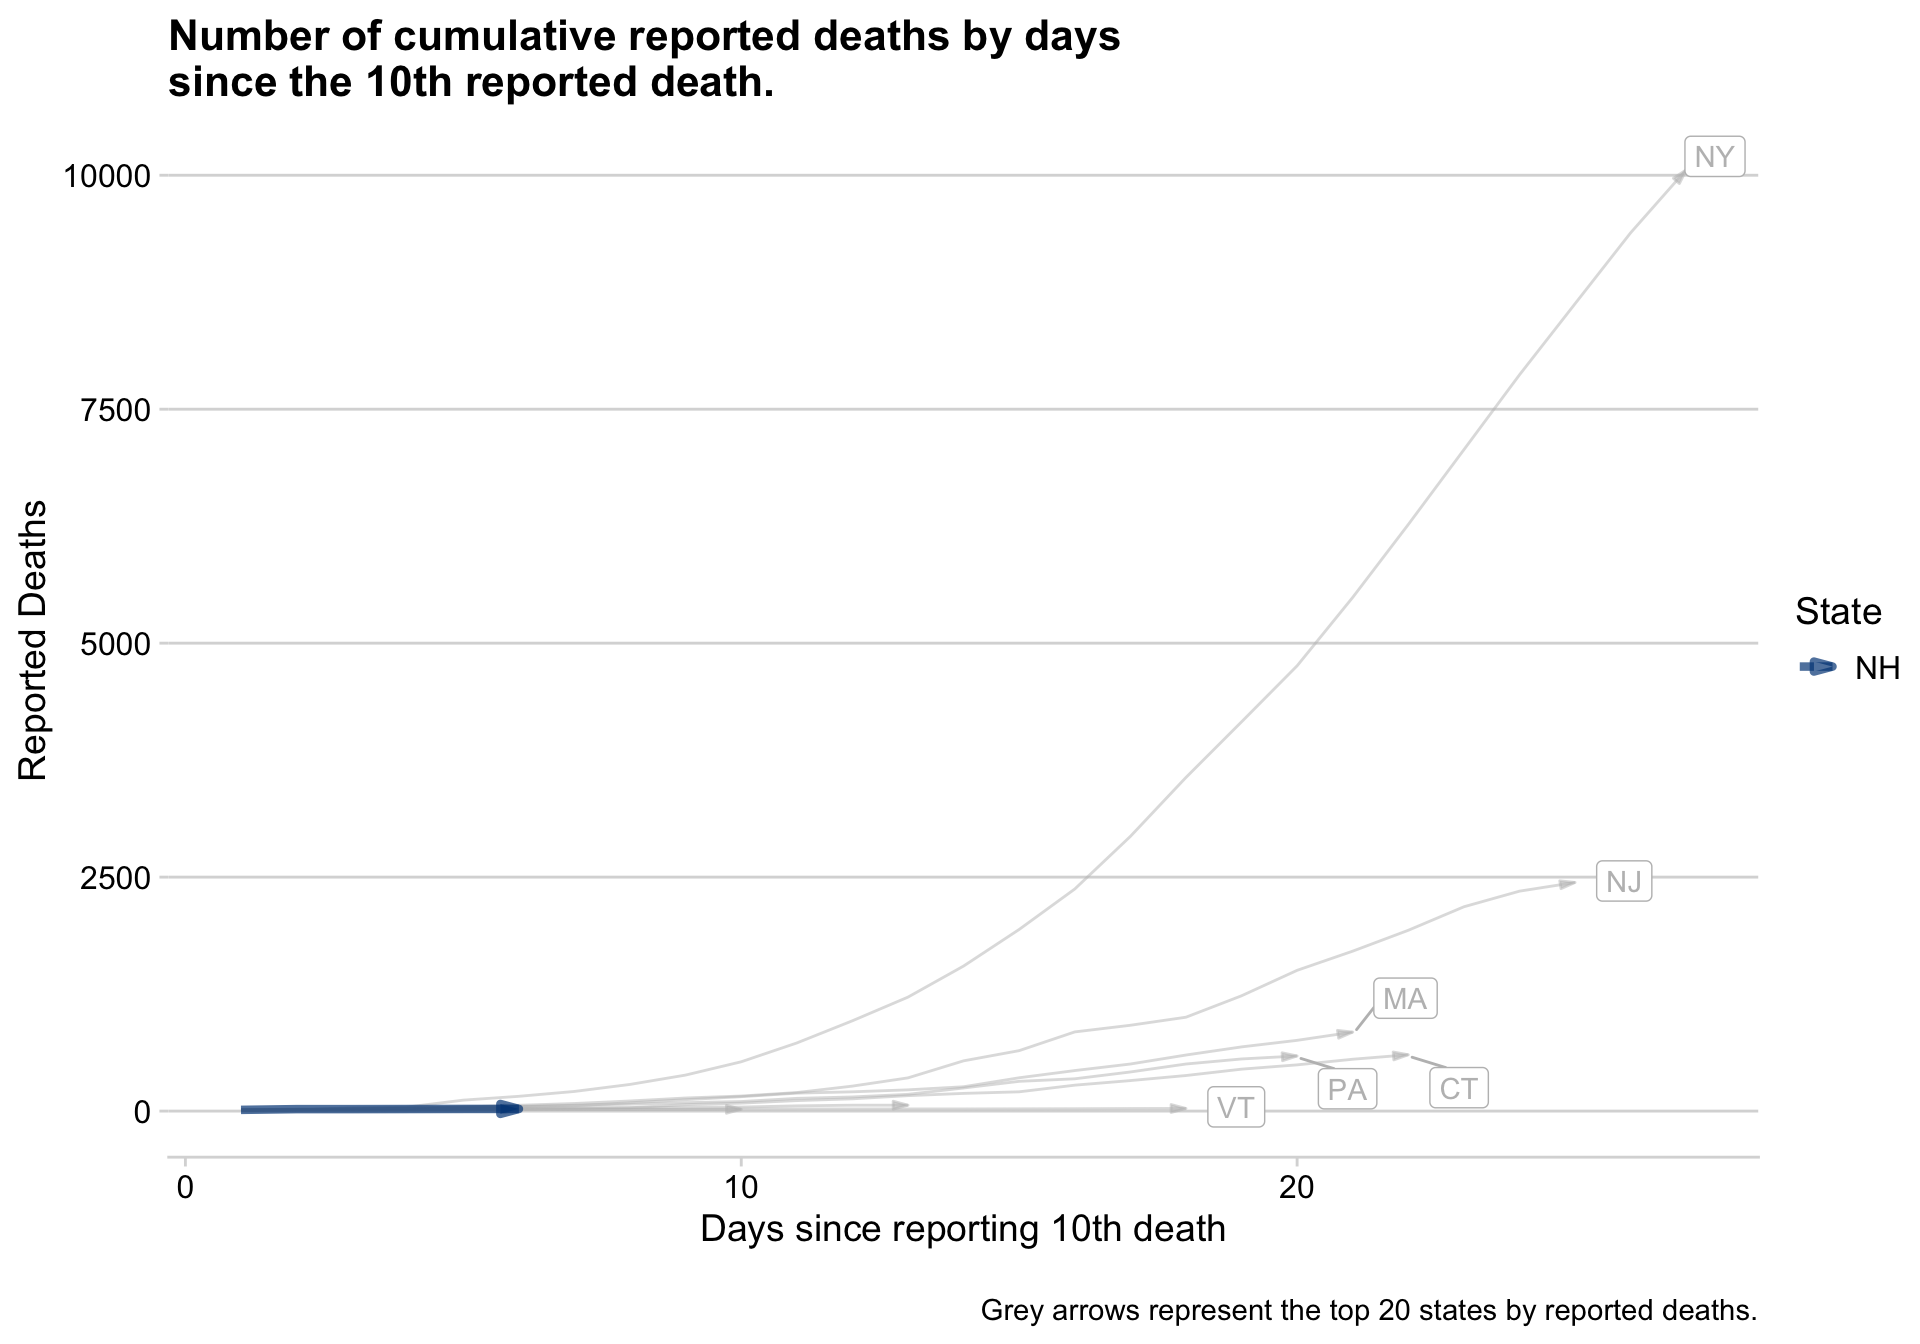 Number of cumulative reported deaths by days
since the 10th reported death.
10000
7500
5000
2500
0
Reported Deaths
NY
NJ
MA
PA
CT
VT
State
NH
0
10
20
Days since reporting 10th death
Grey arrows represent the top 20 states by reported deaths.